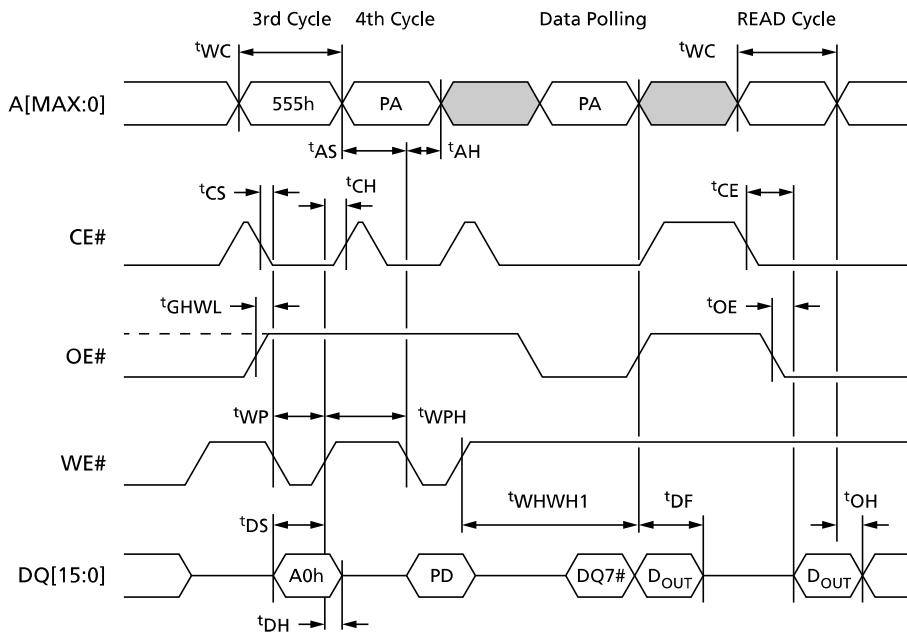 3rd Cycle 4th Cycle Data Polling READ Cycle
tWC tWC
A[MAX:0] 555h PA PA
tAS tAH
tCS tCH tCE
CE#
tGHWL tOE
OE#
tWP tWPH
WE#
tWHWH1 tDF tOH
tDS
DQ[15:0] A0h PD DQ7# DOUT DOUT
tDH